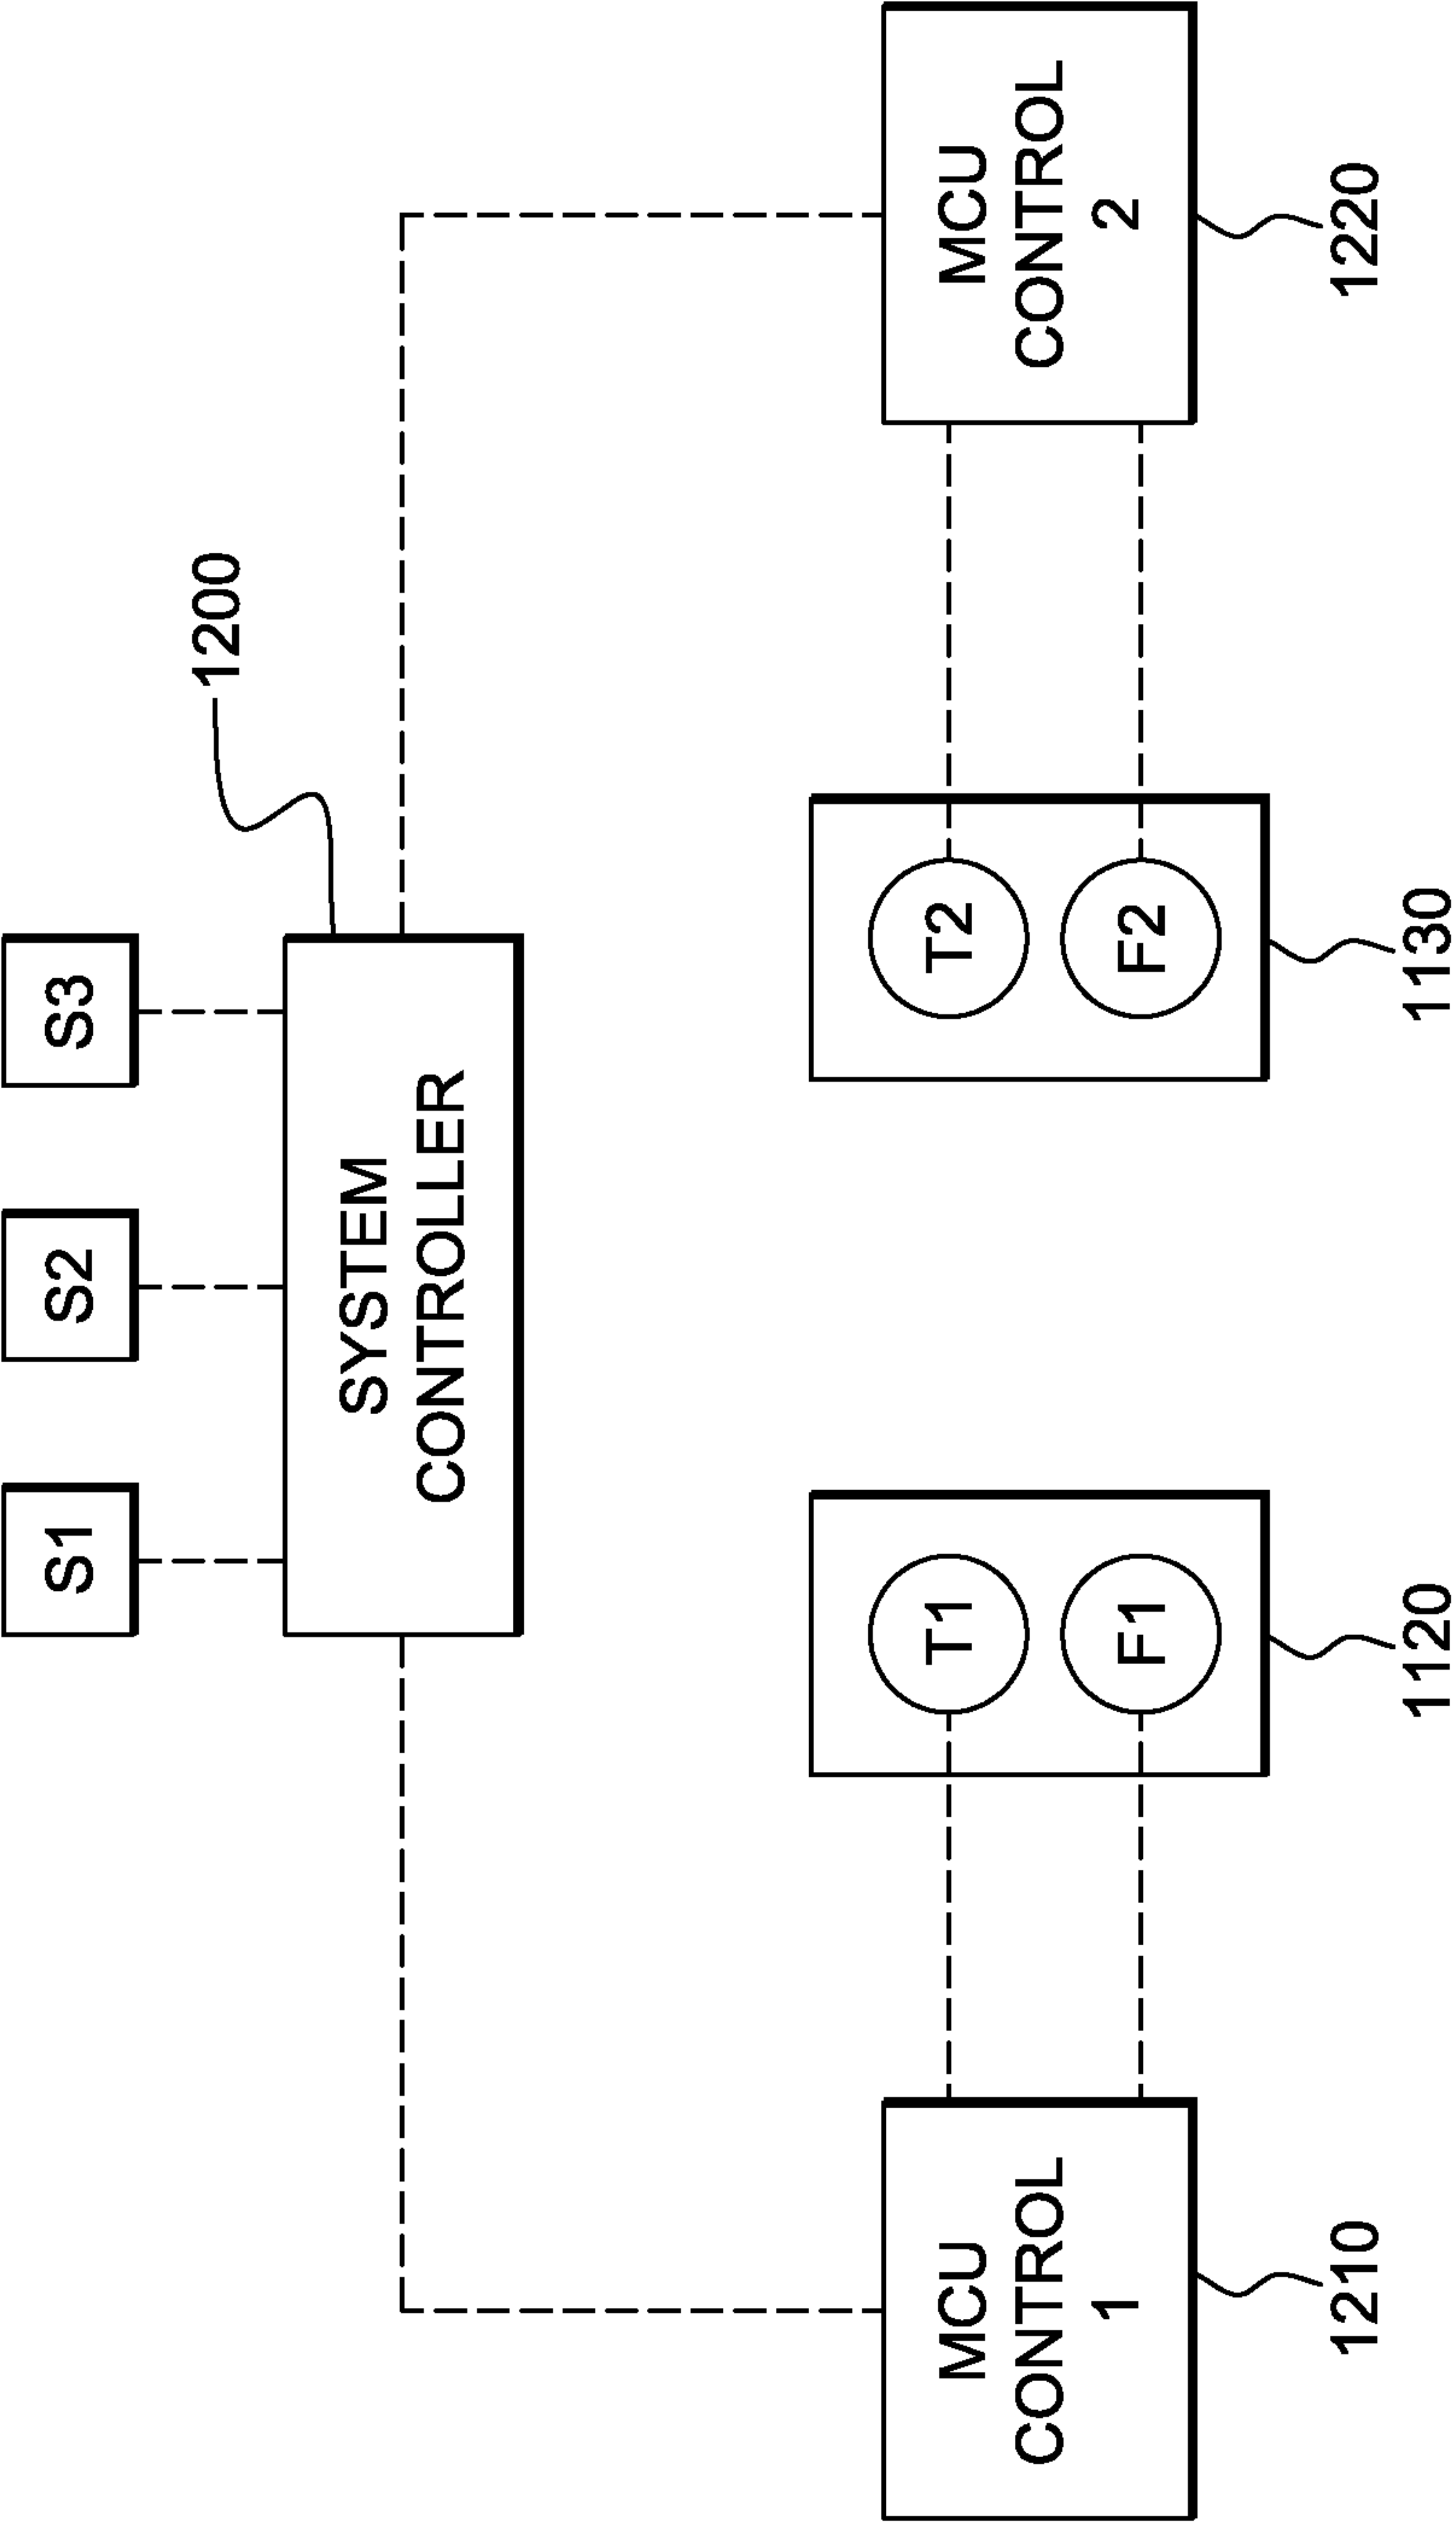 S1
S2
S3
1200
SYSTEM
CONTROLLER
MCU
CONTROL
1
T1
F1
T2
F2
MCU
CONTROL
2
1210
1120
1130
1220